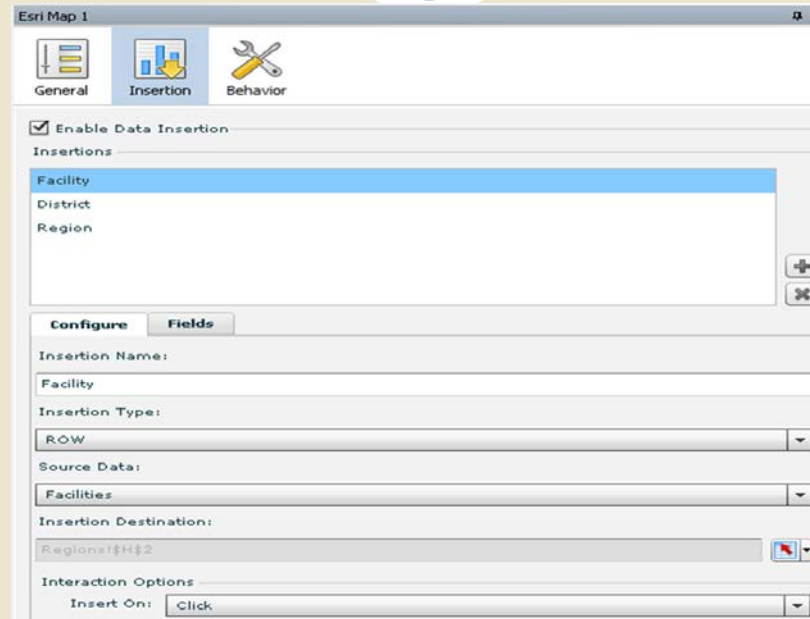 Esri Map 1
General Insertion Behavior
Enable Data Insertion
Insertions
Facility
District
Region
Configure Fields
Insertion Name:
Facility
Insertion Type:
ROW
Source Data:
Facilities
Insertion Destination:
Regions!$H$2
Interaction Options
Insert On: Click